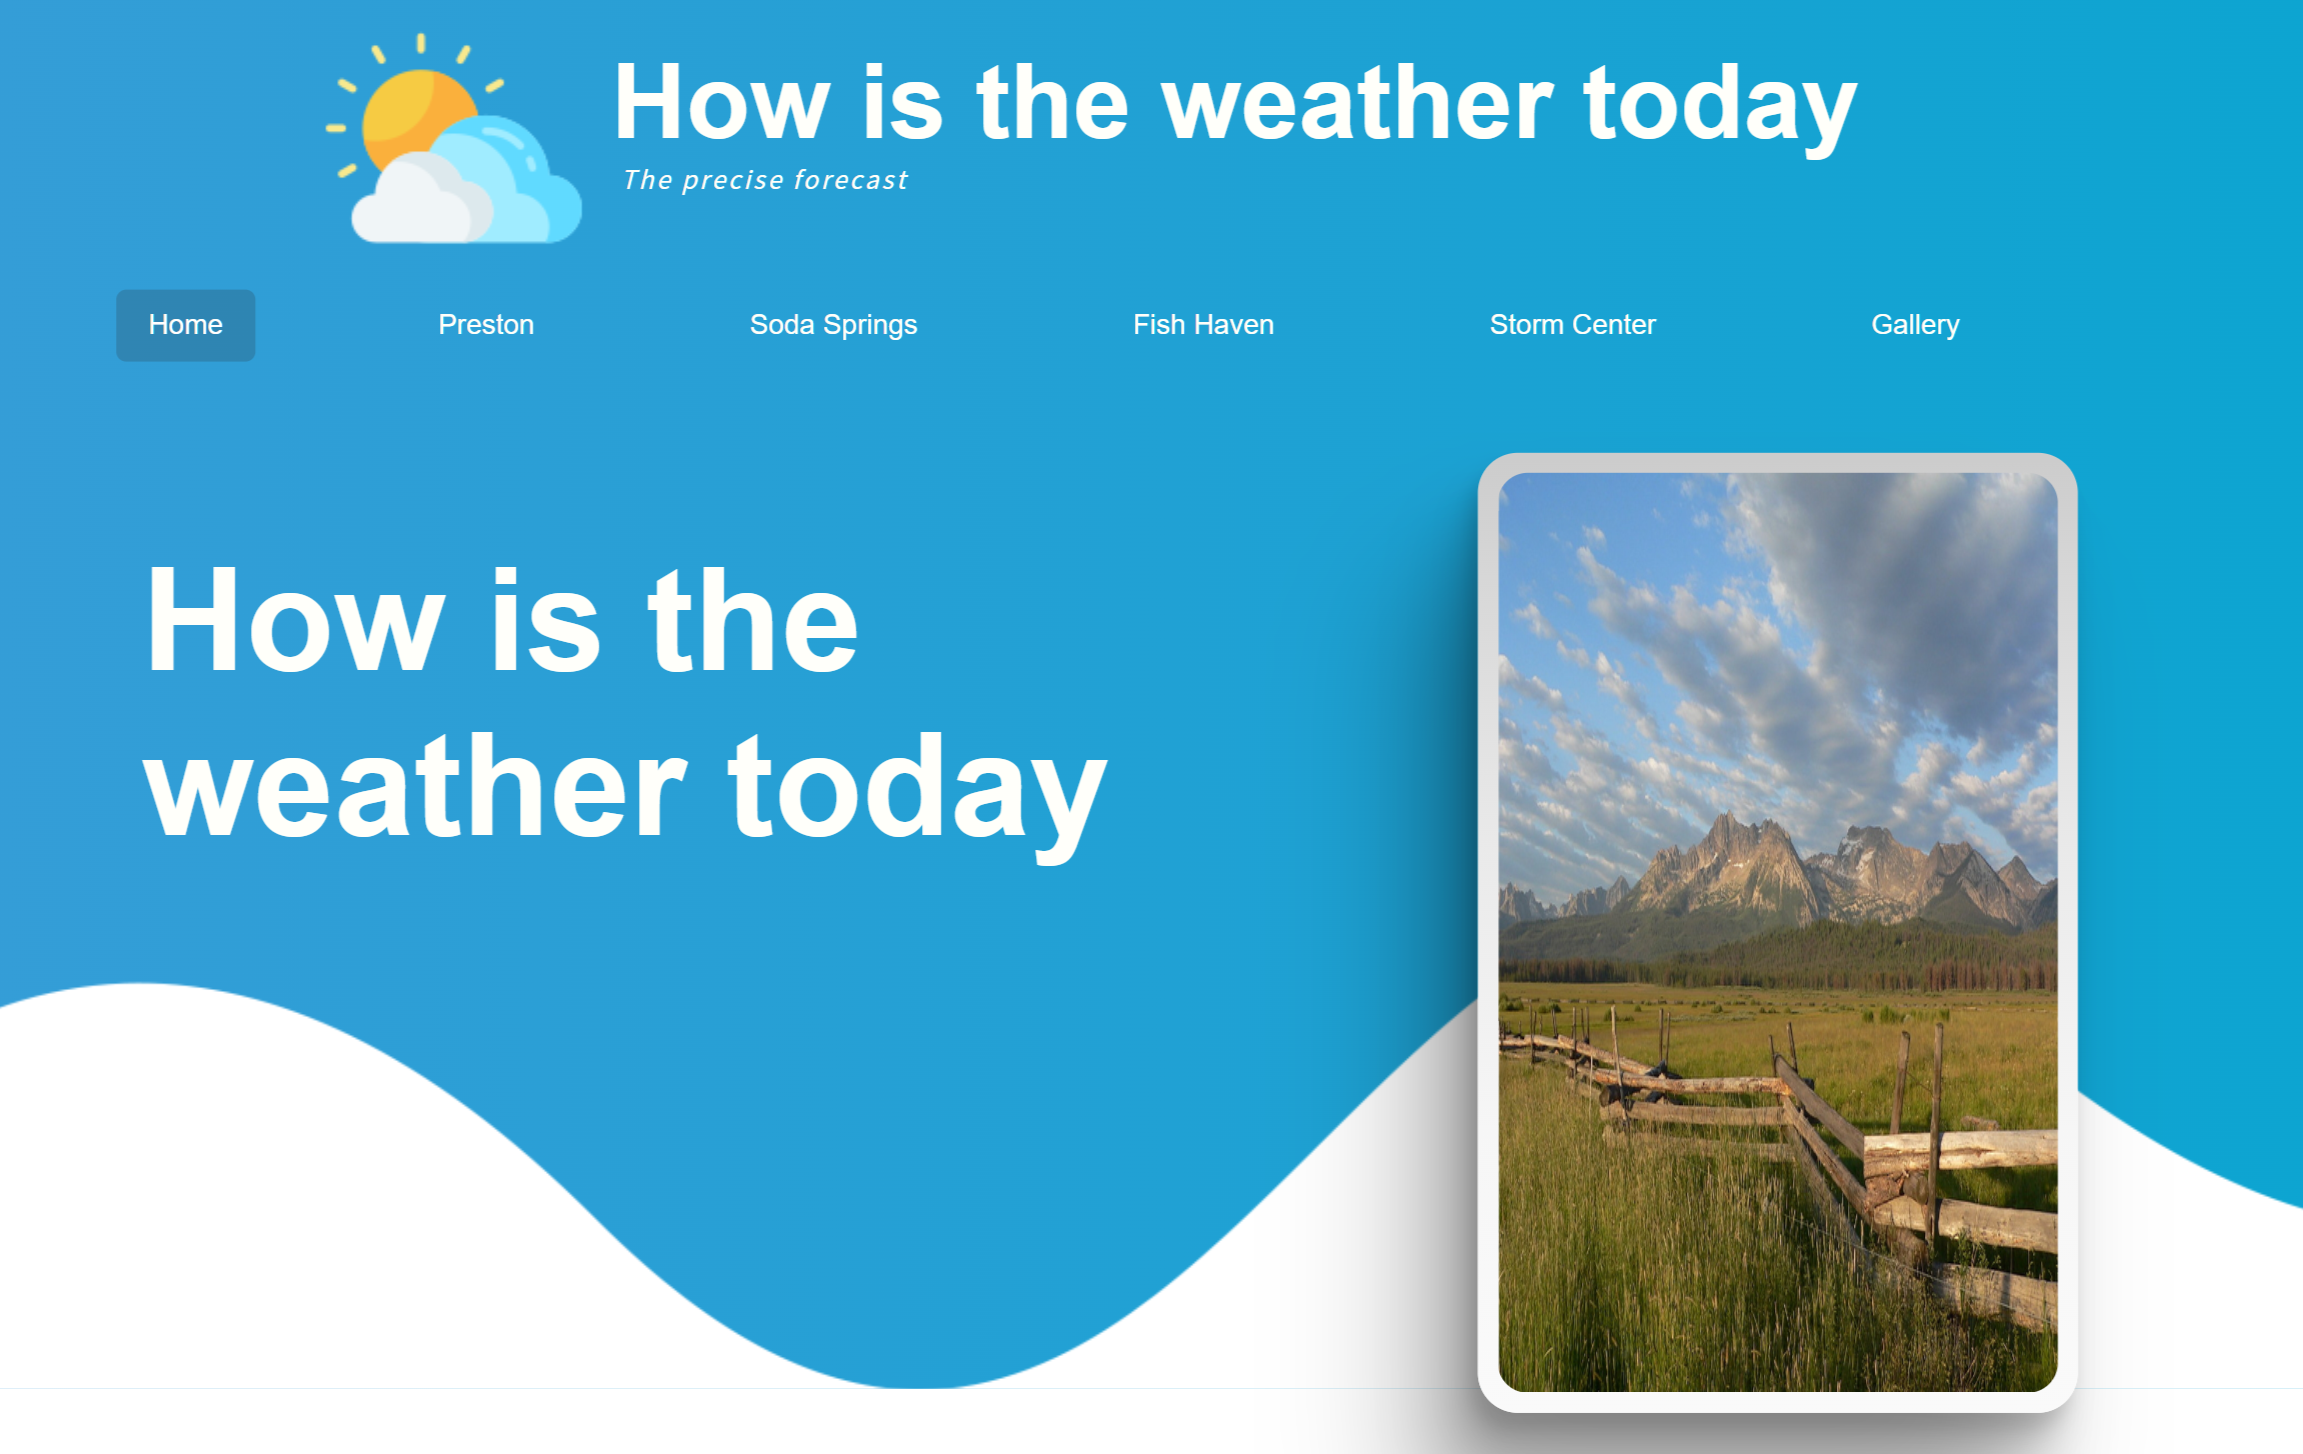 How is the weather today
The precise forecast
Home Preston Soda Springs Fish Haven Storm Center Gallery
How is the
weather today